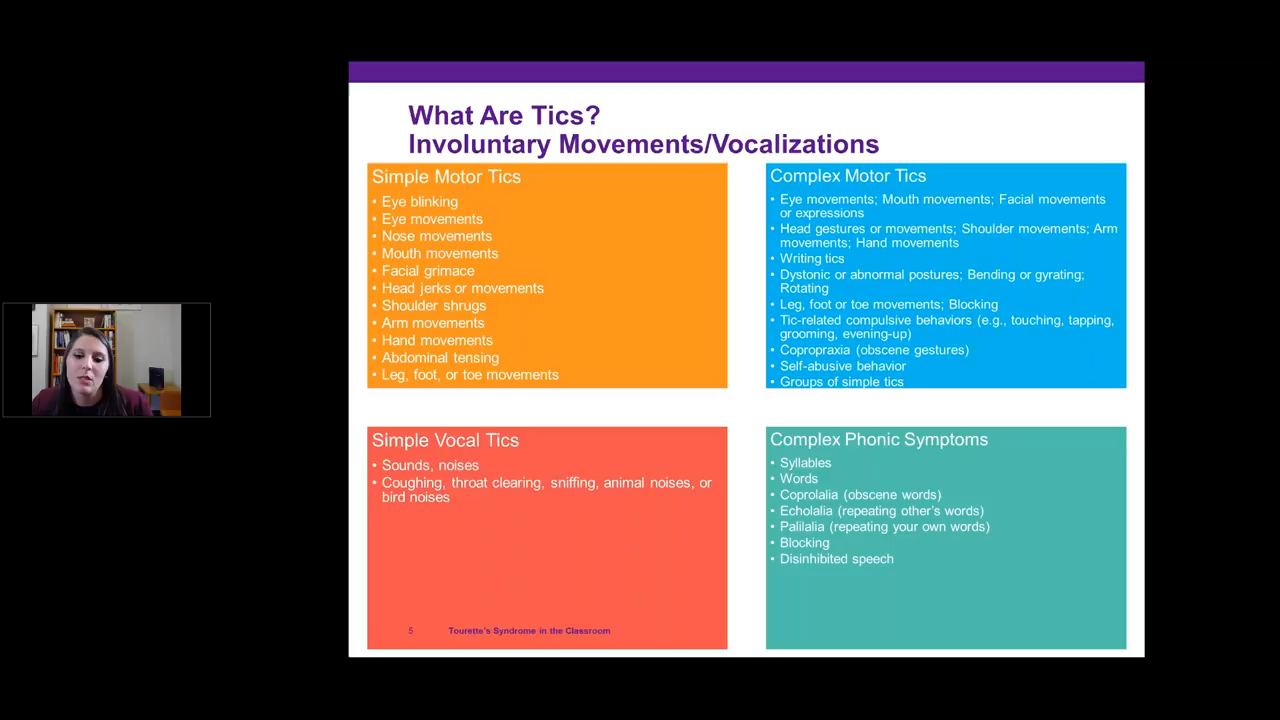 What Are Tics?
Involuntary Movements/Vocalizations
Simple Motor Tics
• Eye blinking
• Eye movements
• Nose movements
• Mouth movements
• Facial grimace
• Head jerks or movements
• Shoulder shrugs
• Arm movements
• Hand movements
• Abdominal tensing
• Leg, foot, or toe movements
Complex Motor Tics
• Eye movements; Mouth movements; Facial movements
or expressions
• Head gestures or movements; Shoulder movements; Arm
movements; Hand movements
• Writing tics
• Dystonic or abnormal postures; Bending or gyrating;
Rotating
• Leg, foot or toe movements; Blocking
• Tic-related compulsive behaviors (e.g., touching, tapping,
grooming, evening-up)
• Copropraxia (obscene gestures)
• Self-abusive behavior
• Groups of simple tics
Simple Vocal Tics
• Sounds, noises
• Coughing, throat clearing, sniffing, animal noises, or
bird noises
Complex Phonic Symptoms
• Syllables
• Words
• Coprolalia (obscene words)
• Echolalia (repeating other's words)
• Palilalia (repeating your own words)
• Blocking
• Disinhibited speech
5 Tourette's Syndrome in the Classroom